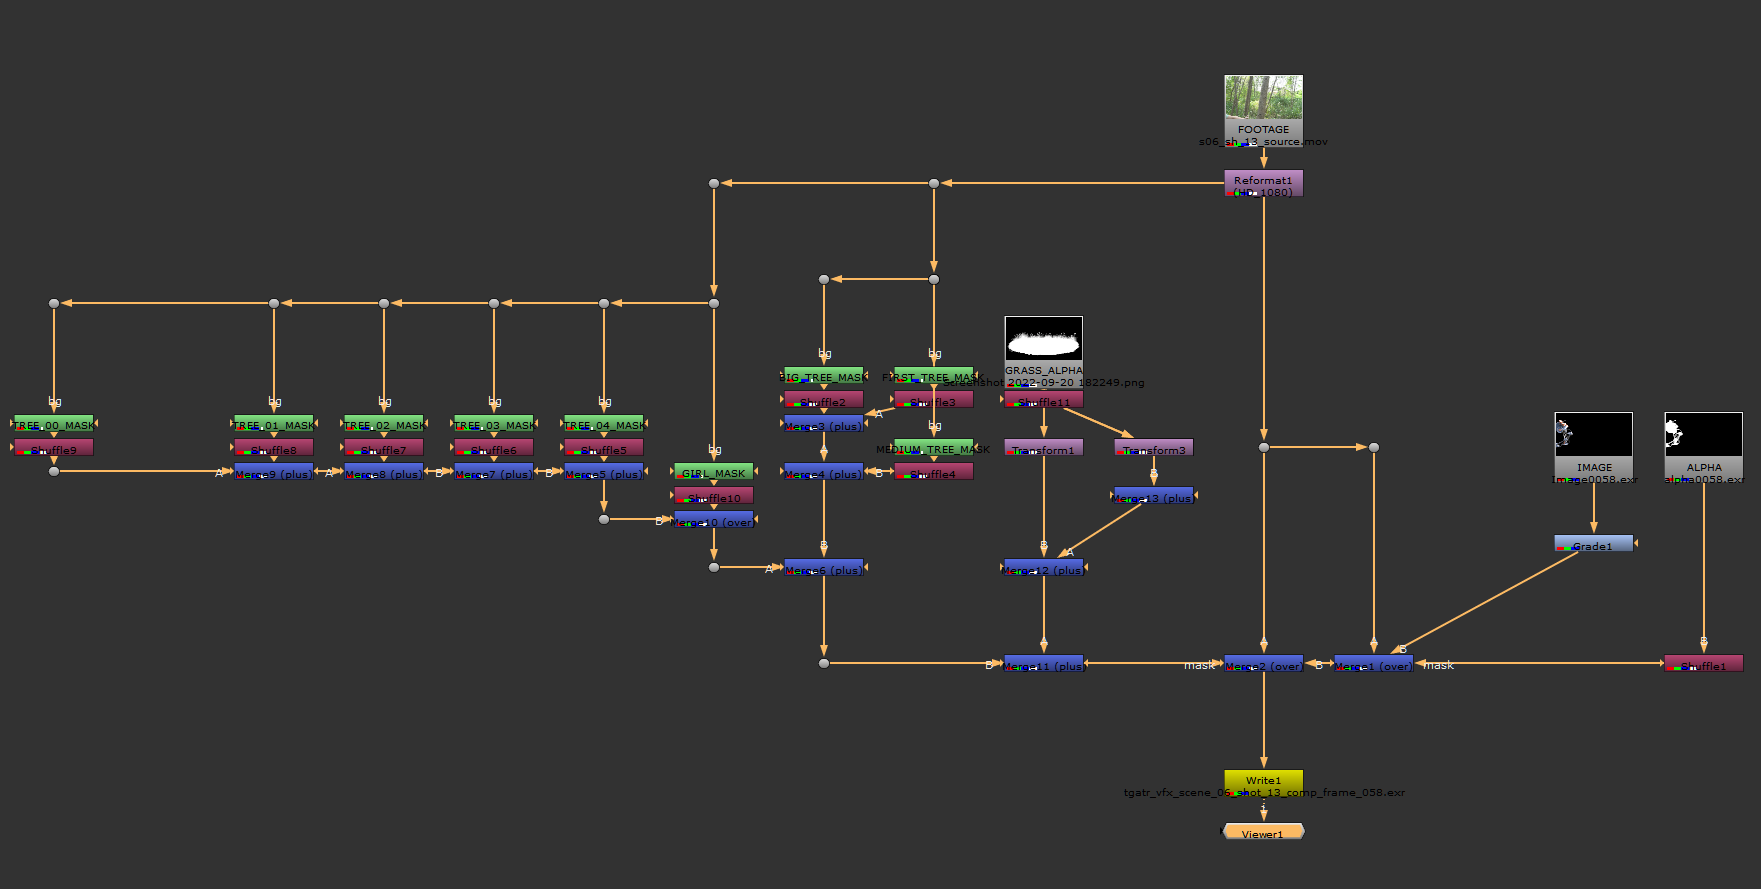 FOOTAGE
s06_sh_13_source.mov
Reformat1
(HD_1080)
bg
bg
BIG_TREE_MASK
FIRST_TREE_MASK
GRASS_ALPHA
Screenshot 2022-09-20 182249.png
Shuffle2
Shuffle3
Shuffle11
bg
bg
bg
bg
bg
A
TREE_00_MASK
TREE_01_MASK
TREE_02_MASK
TREE_03_MASK
TREE_04_MASK
Merge3 (plus)
bg
Shuffle9
Shuffle8
Shuffle7
Shuffle6
Shuffle5
bg
A
MEDIUM_TREE_MASK
Transform1
Transform3
A
Merge9 (plus)
A
Merge8 (plus)
B
Merge7 (plus)
B
Merge5 (plus)
GIRL_MASK
Merge4 (plus)
B
Shuffle4
B
IMAGE
Image0058.exr
ALPHA
alpha0058.exr
Shuffle10
Merge13 (plus)
B
Merge10 (over)
B
B
A
Grade1
A
Merge6 (plus)
Merge12 (plus)
A
A
A
B
B
B
Merge11 (plus)
mask
Merge2 (over)
B
Merge1 (over)
mask
Shuffle1
Write1
tgatr_vfx_scene_06_shot_13_comp_frame_058.exr
1
Viewer1